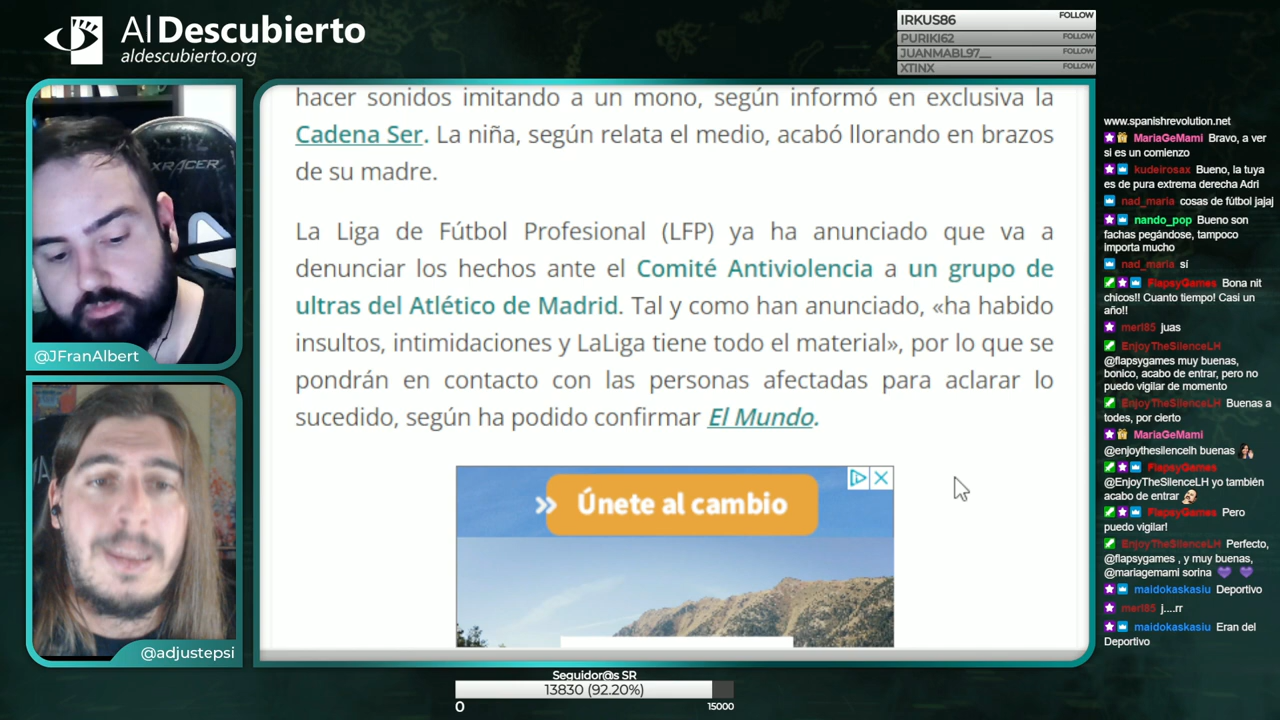 Al Descubierto
aldescubierto.org
IRKUS86 FOLLOW
PURIKI62 FOLLOW
JUANMABL97__ FOLLOW
XTINX FOLLOW
XRACER
@JFranAlbert
@adjustepsi
hacer sonidos imitando a un mono, según informó en exclusiva la
Cadena Ser. La niña, según relata el medio, acabó llorando en brazos
de su madre.
La Liga de Fútbol Profesional (LFP) ya ha anunciado que va a
denunciar los hechos ante el Comité Antiviolencia a un grupo de
ultras del Atlético de Madrid. Tal y como han anunciado, «ha habido
insultos, intimidaciones y LaLiga tiene todo el material», por lo que se
pondrán en contacto con las personas afectadas para aclarar lo
sucedido, según ha podido confirmar El Mundo.
» Únete al cambio
www.spanishrevolution.net
MariaGeMami Bravo, a ver
si es un comienzo
kudeirosax Bueno, la tuya
es de pura extrema derecha Adri
nad_maria cosas de fútbol jajaj
nando_pop Bueno son
fachas pegándose, tampoco
importa mucho
nad_maria sí
FlapsyGames Bona nit
chicos!! Cuanto tiempo! Casi un
año!!
merl85 juas
EnjoyTheSilenceLH
@flapsygames muy buenas,
bonico, acabo de entrar, pero no
puedo vigilar de momento
EnjoyTheSilenceLH Buenas a
todes, por cierto
MariaGeMami
@enjoythesilencelh buenas
FlapsyGames
@EnjoyTheSilenceLH yo también
acabo de entrar
FlapsyGames Pero
puedo vigilar!
EnjoyTheSilenceLH Perfecto,
@flapsygames , y muy buenas,
@mariagemami sorina
maidokaskasiu Deportivo
merl85 j....rr
maidokaskasiu Eran del
Deportivo
Seguidor@s SR
13830 (92.20%)
0 15000